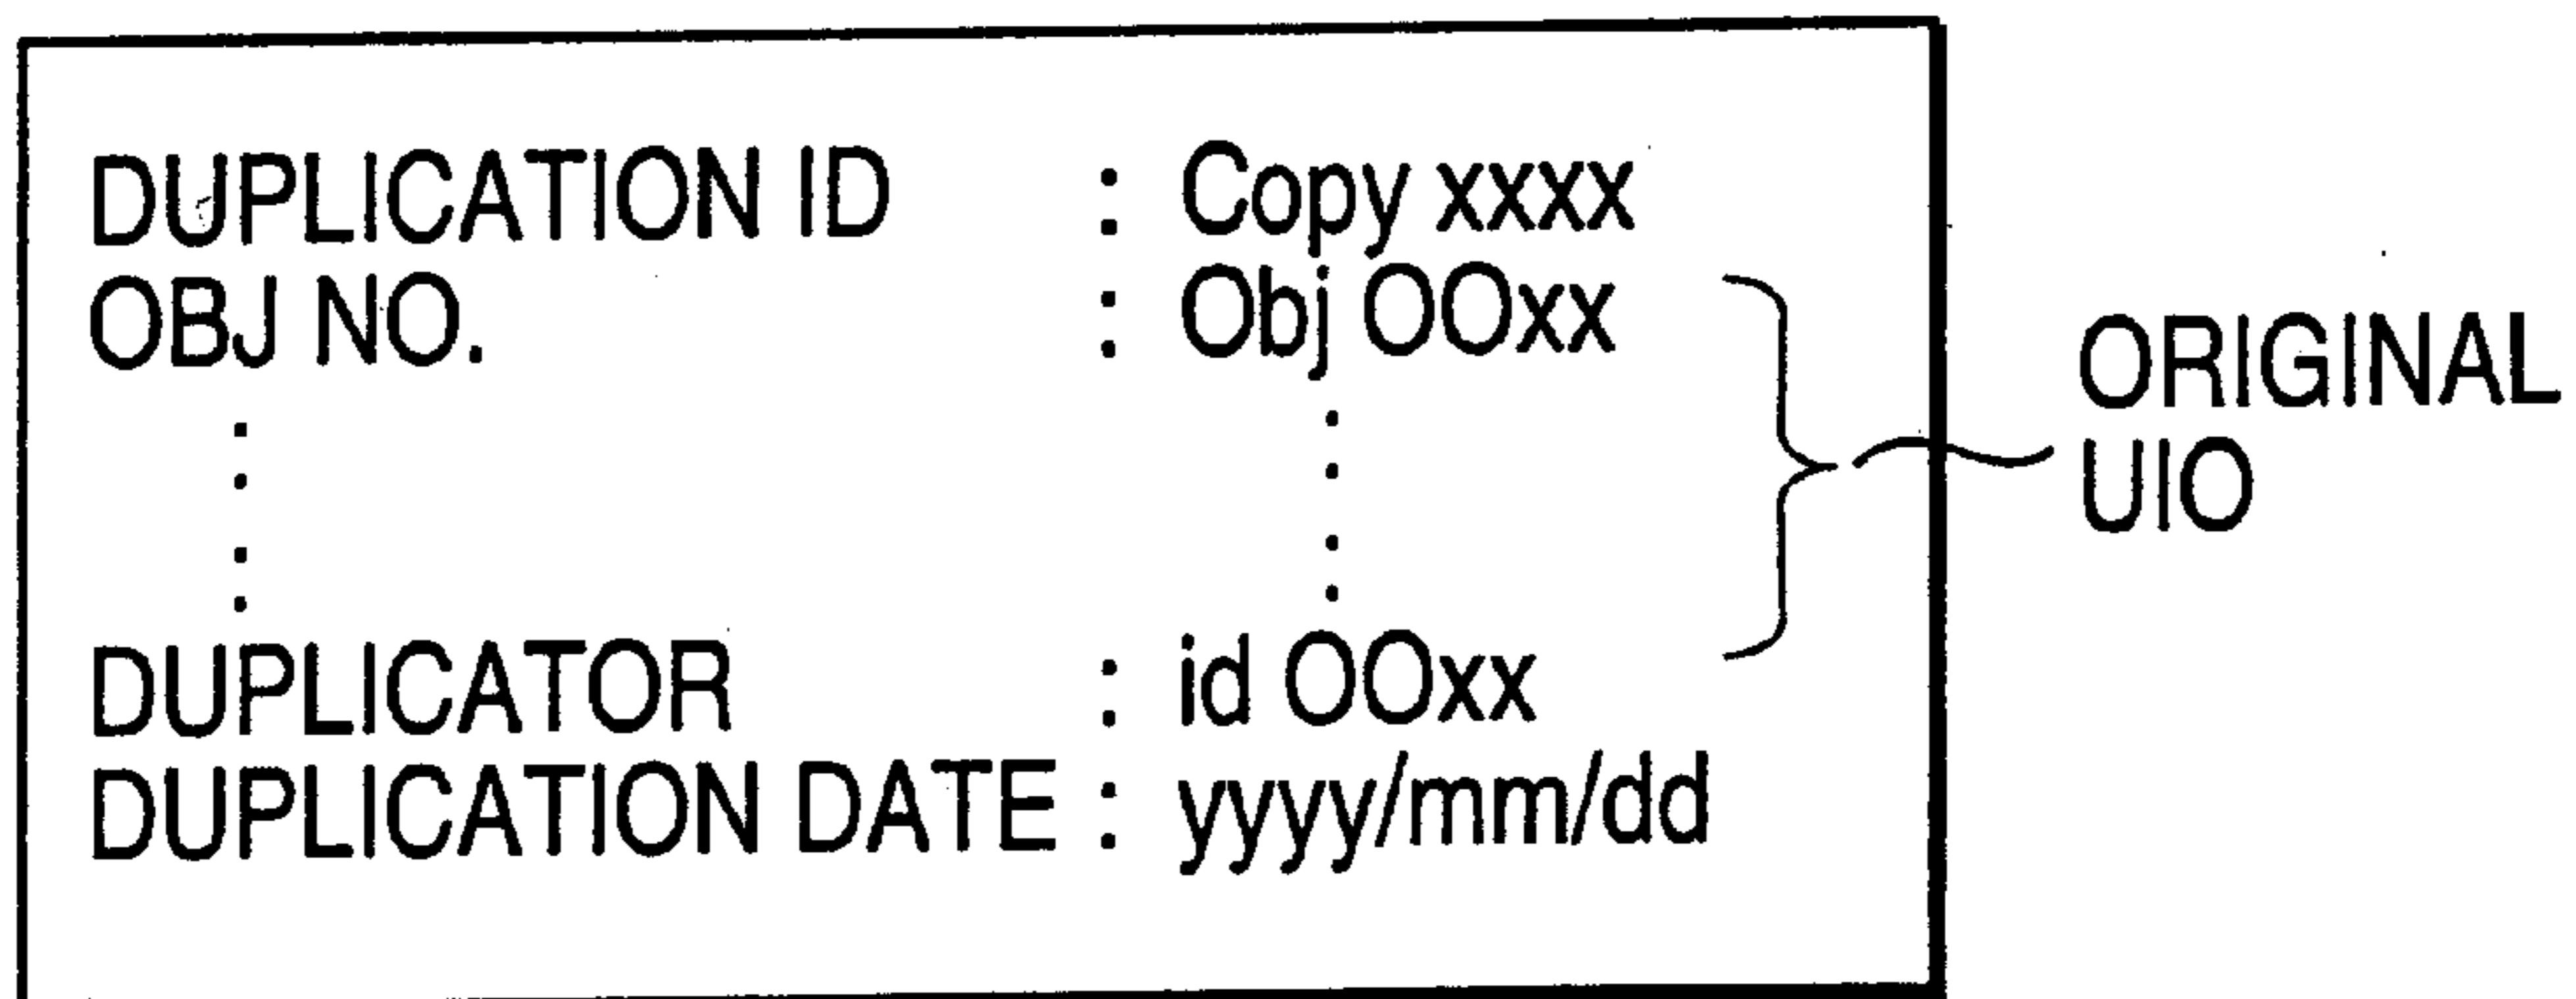 DUPLICATION ID : Copy xxxx
OBJ NO. : Obj OOxx
: :
: :
DUPLICATOR : id OOxx
DUPLICATION DATE : yyyy/mm/dd
ORIGINAL
UIO